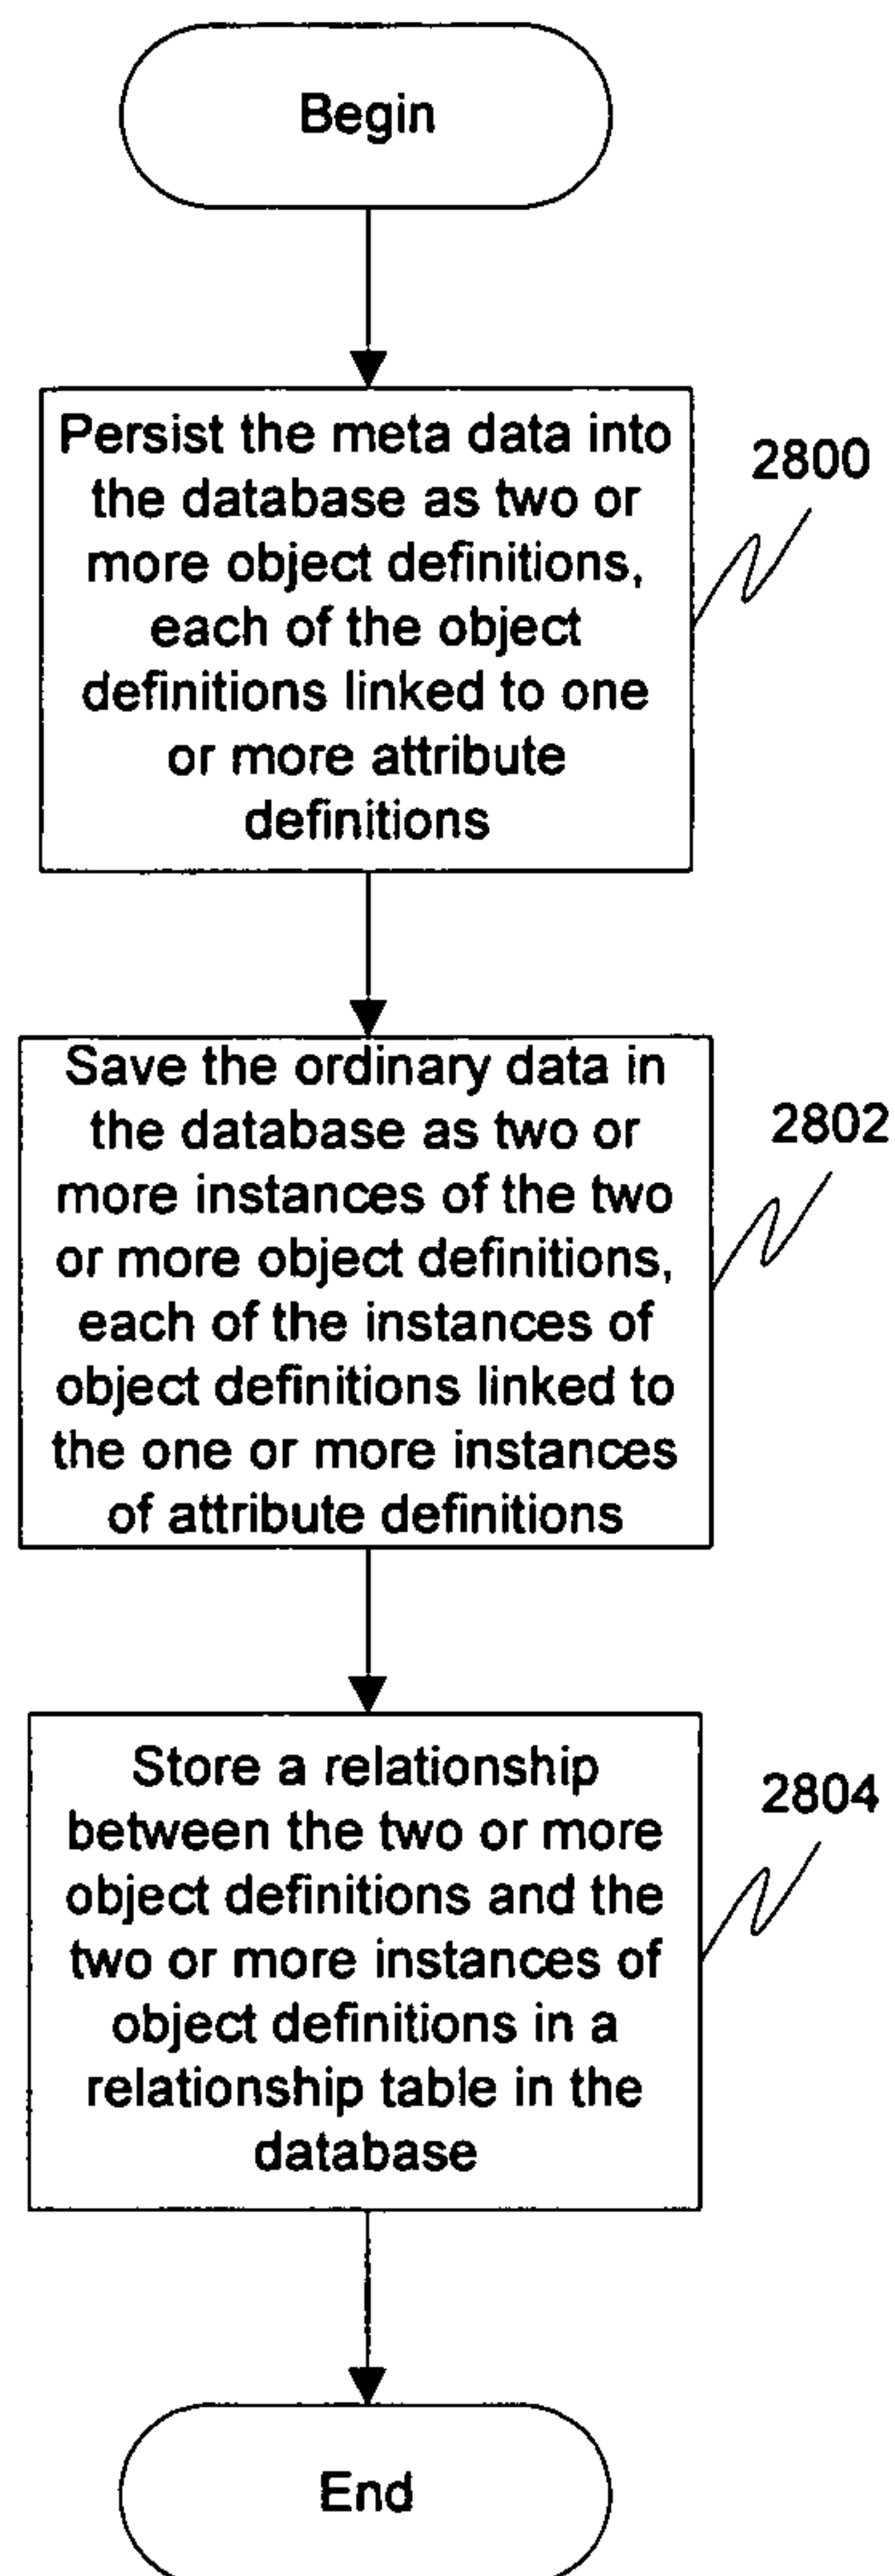 Begin
Persist the meta data into
the database as two or
more object definitions,
each of the object
definitions linked to one
or more attribute
definitions
2800
Save the ordinary data in
the database as two or
more instances of the two
or more object definitions,
each of the instances of
object definitions linked to
the one or more instances
of attribute definitions
2802
Store a relationship
between the two or more
object definitions and the
two or more instances of
object definitions in a
relationship table in the
database
2804
End